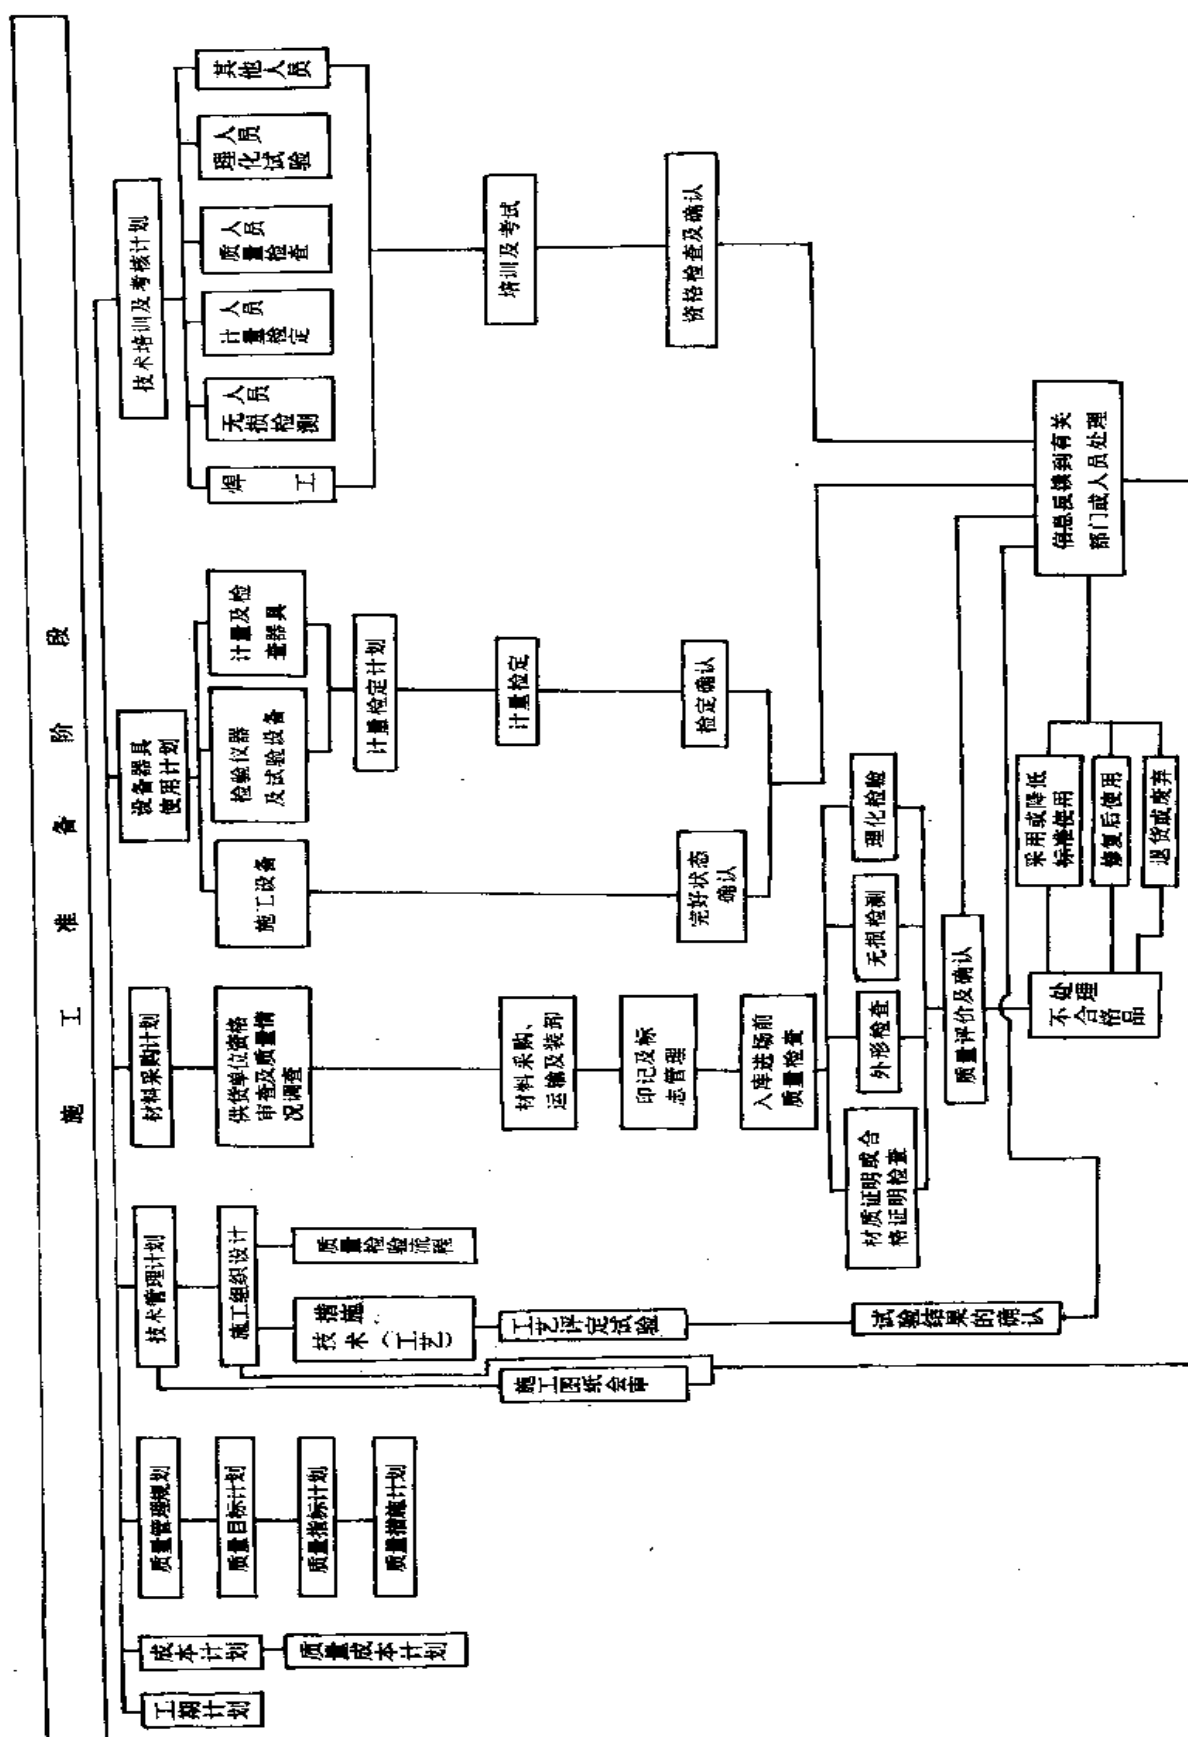 施工准备阶段
工期计划
成本计划
质量成本计划
质量管理规划
质量目标计划
质量指标计划
质量措施计划
技术管理计划
施工组织设计
技术(工艺)
措施
质量检验流程
施工图纸会审
工艺评定试验
试验结果的确认
材料采购计划
供货单位资格
审查及质量情
况调查
材料采购、
运输及装卸
印记及标
志管理
入库进场前
质量检查
材质证明或合
格证明检查
外形检查
无损检测
理化检验
质量评价及确认
不合格品
处理
采用或降低
标准使用
修复后使用
退货或废弃
设备器具
使用计划
施工设备
检验仪器
及试验设备
计量及检
查器具
计量检定计划
计量检定
检定确认
完好状态
确认
技术培训及考核计划
焊工
无损检测
人员
计量检定
人员
质量检查
人员
理化试验
人员
其他人员
培训及考试
资格检查及确认
信息反馈到有关
部门或人员处理